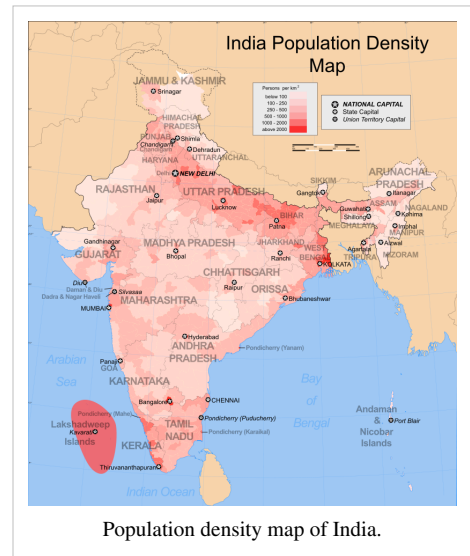 India Population Density
Map
Persons per km²
below 100
100 - 250
250 - 500
500 - 1000
1000 - 2000
above 2000
NATIONAL CAPITAL
State Capital
Union Territory Capital
JAMMU & KASHMIR
Srinagar
HIMACHAL
PRADESH
PUNJAB
Shimla
Chandigarh
Dehradun
UTTARANCHAL
HARYANA
Delhi
NEW DELHI
ARUNACHAL
PRADESH
SIKKIM
Gangtok
RAJASTHAN
Jaipur
UTTAR PRADESH
Lucknow
ASSAM
Guwahati
NAGALAND
Kohima
Shillong
MEGHALAYA
BIHAR
Patna
Imphal
MANIPUR
Gandhinagar
GUJARAT
MADHYA PRADESH
Bhopal
JHARKHAND
Ranchi
WEST
BENGAL
KOLKATA
Agartala
TRIPURA
Aizwal
MIZORAM
CHHATTISGARH
Raipur
ORISSA
Bhubaneshwar
Diu
Daman & Diu
Silvassa
Dadra & Nagar Haveli
MAHARASHTRA
MUMBAI
Hyderabad
ANDHRA
PRADESH
Pondicherry (Yanam)
Arabian
Sea
Panaji
GOA
KARNATAKA
Bay
of
Bengal
Bangalore
CHENNAI
Pondicherry (Mahe)
Pondicherry (Puducherry)
Lakshadweep
Islands
Kavarati
TAMIL
NADU
Pondicherry (Karaikal)
KERALA
Andaman
&
Nicobar
Islands
Port Blair
Thiruvananthapuram
Indian Ocean
Population density map of India.